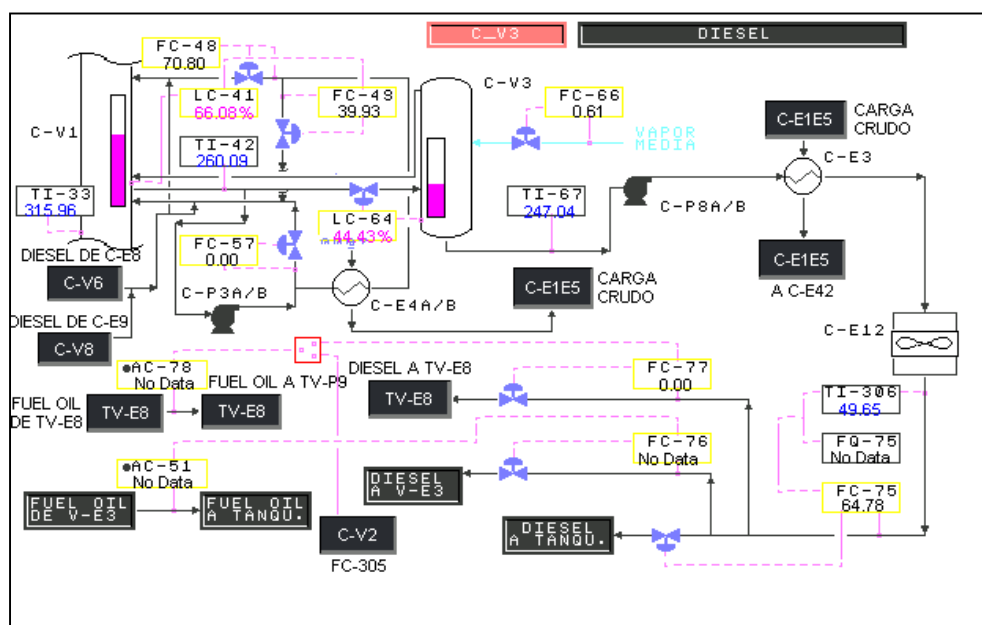 C_V3
DIESEL
FC-48
70.80
LC-41
66.08%
FC-49
39.93
C-V3
FC-66
0.61
VAPOR
MEDIA
C-E1E5
CARGA
CRUDO
C-V1
TI-42
260.09
C-E3
TI-33
315.96
TI-67
247.04
C-P8A/B
LC-64
44.43%
FC-57
0.00
C-E1E5
A C-E42
DIESEL DE C-E8
C-V6
C-P3A/B
C-E4A/B
C-E1E5
CARGA
CRUDO
DIESEL DE C-E9
C-V8
C-E12
AC-78
No Data
FUEL OIL A TV-P9
DIESEL A TV-E8
FC-77
0.00
FUEL OIL
DE TV-E8
TV-E8
TV-E8
TV-E8
TI-306
49.65
FC-76
No Data
FQ-75
No Data
AC-51
No Data
DIESEL
A V-E3
FC-75
64.78
FUEL OIL
DE V-E3
FUEL OIL
A TANQU.
C-V2
FC-305
DIESEL
A TANQU.